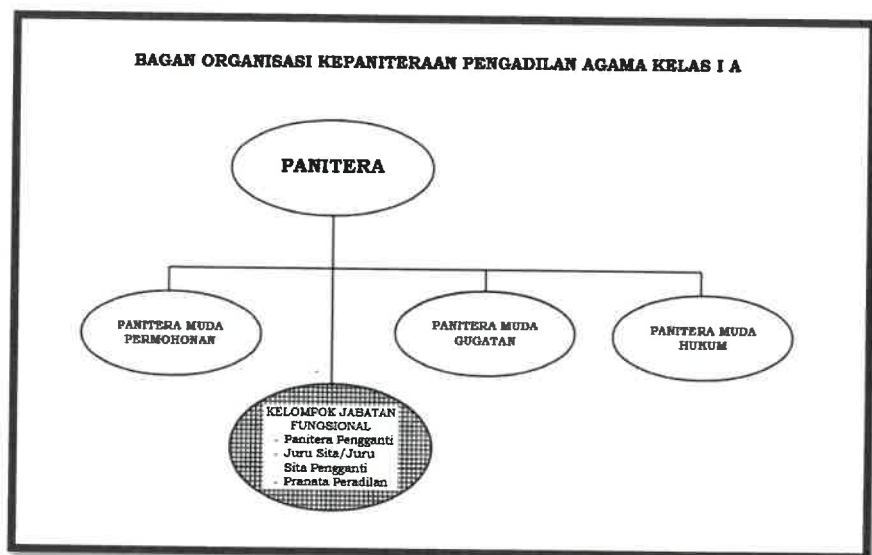 BAGAN ORGANISASI KEPANITERAAN PENGADILAN AGAMA KELAS I A
PANITERA
PANITERA MUDA
PERMOHONAN
PANITERA MUDA
GUGATAN
PANITERA MUDA
HUKUM
KELOMPOK JABATAN
FUNGSIONAL
- Panitera Pengganti
- Juru Sita/Juru
Sita Pengganti
- Pranata Peradilan